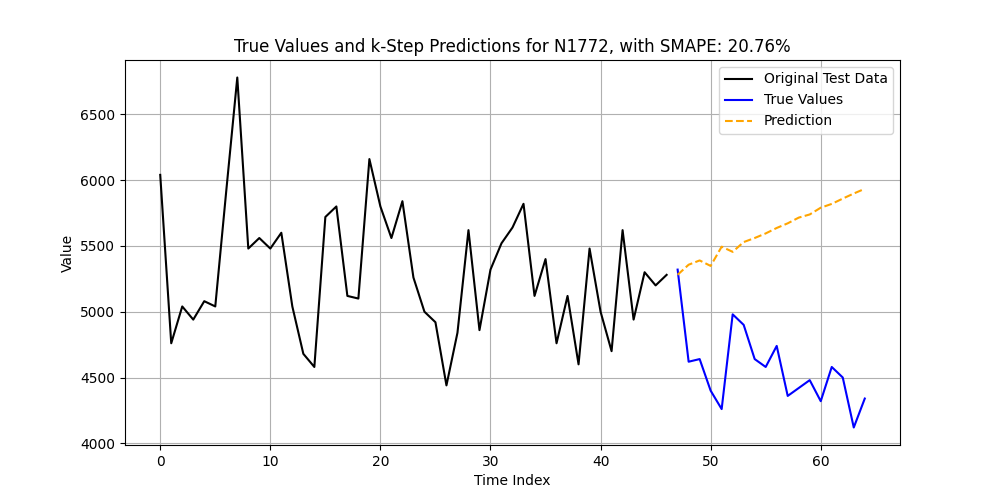 True Values and k-Step Predictions for N1772, with SMAPE: 20.76%
Original Test Data
True Values
Prediction
6500
6000
5500
5000
4500
4000
Value
0 10 20 30 40 50 60
Time Index